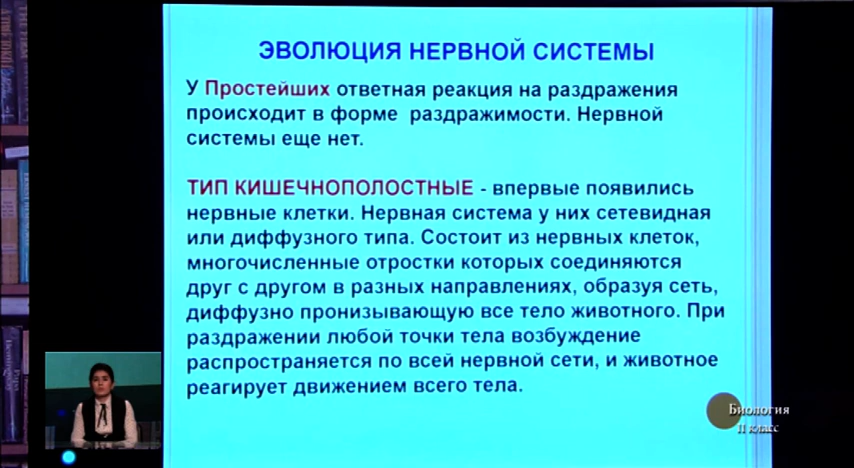 ЭВОЛЮЦИЯ НЕРВНОЙ СИСТЕМЫ
У Простейших ответная реакция на раздражения
происходит в форме раздражимости. Нервной
системы еще нет.
ТИП КИШЕЧНОПОЛОСТНЫЕ - впервые появились
нервные клетки. Нервная система у них сетевидная
или диффузного типа. Состоит из нервных клеток,
многочисленные отростки которых соединяются
друг с другом в разных направлениях, образуя сеть,
диффузно пронизывающую все тело животного. При
раздражении любой точки тела возбуждение
распространяется по всей нервной сети, и животное
реагирует движением всего тела.
Биология
11 класс